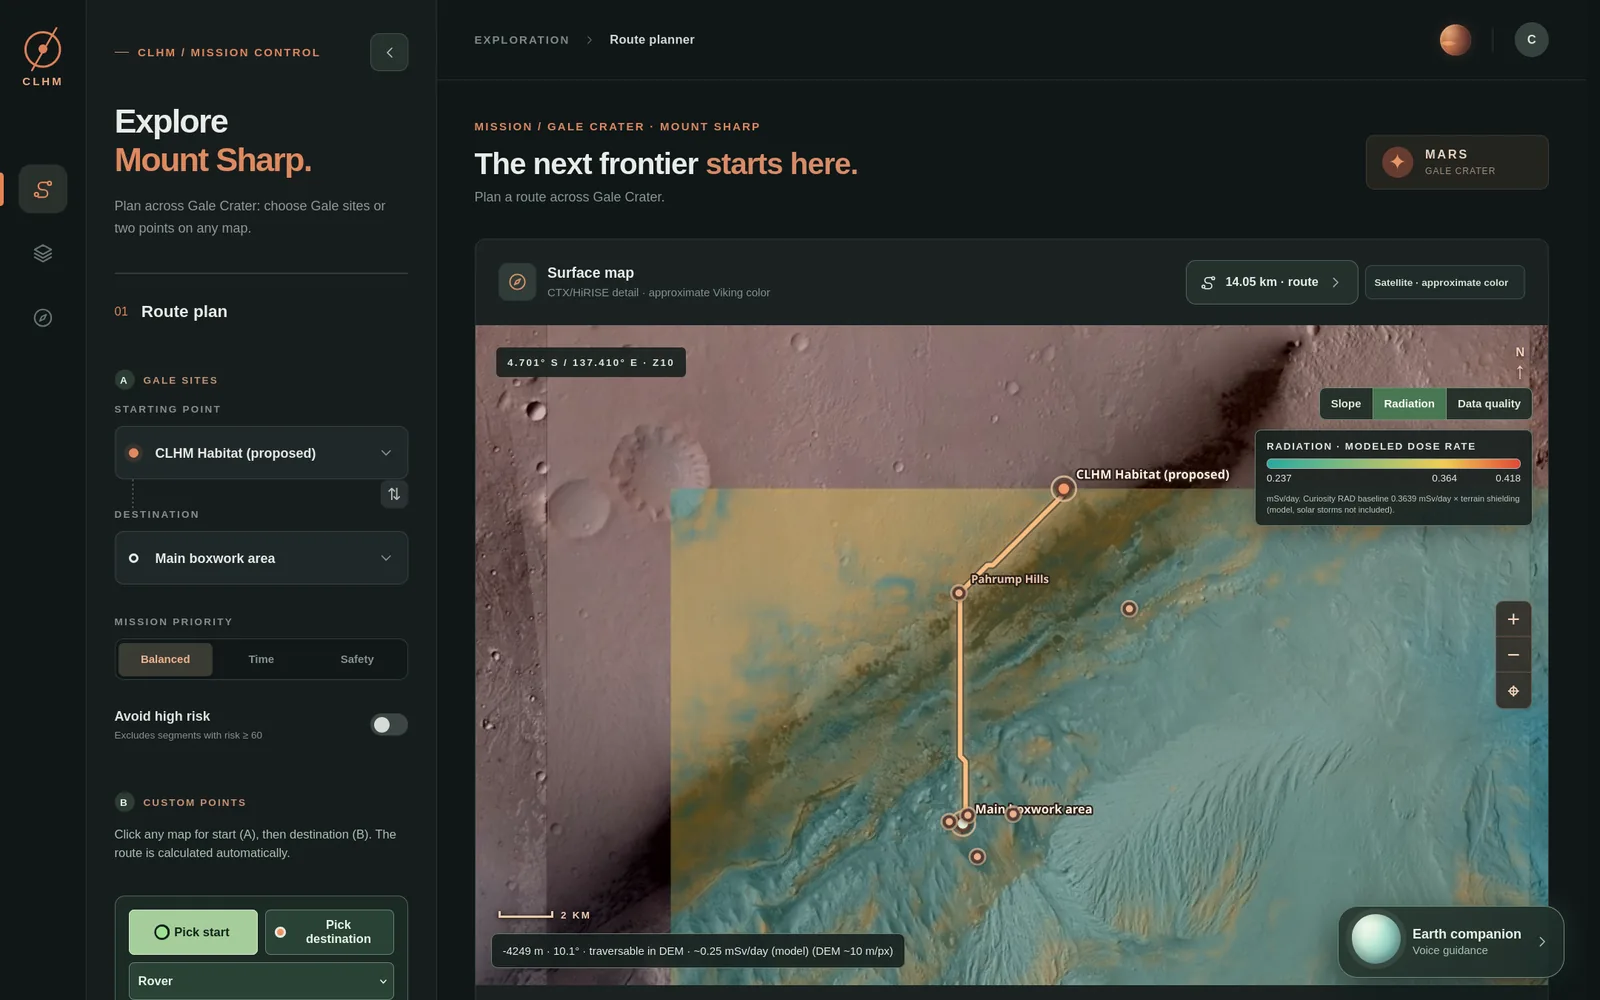 CLHM
— CLHM / MISSION CONTROL
Explore
Mount Sharp.
Plan across Gale Crater: choose Gale sites or
two points on any map.
01 Route plan
A GALE SITES
STARTING POINT
CLHM Habitat (proposed)
DESTINATION
Main boxwork area
MISSION PRIORITY
Balanced Time Safety
Avoid high risk
Excludes segments with risk ≥ 60
B CUSTOM POINTS
Click any map for start (A), then destination (B). The
route is calculated automatically.
Pick start
Pick
destination
Rover
EXPLORATION > Route planner
C
MISSION / GALE CRATER · MOUNT SHARP
The next frontier starts here.
Plan a route across Gale Crater.
MARS
GALE CRATER
Surface map
CTX/HiRISE detail · approximate Viking color
14.05 km · route
Satellite · approximate color
4.701° S / 137.410° E · Z10
N
↑
Slope Radiation Data quality
RADIATION · MODELED DOSE RATE
0.237 0.364 0.418
mSv/day. Curiosity RAD baseline 0.3639 mSv/day × terrain shielding
(model, solar storms not included).
CLHM Habitat (proposed)
Pahrump Hills
Main boxwork area
+
−
2 KM
-4249 m · 10.1° · traversable in DEM · ~0.25 mSv/day (model) (DEM ~10 m/px)
Earth companion
Voice guidance